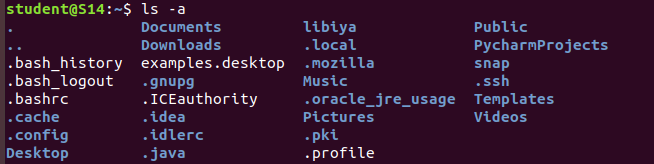 student@S14:~$ ls -a
.              Documents         libiya             Public
..             Downloads         .local             PycharmProjects
.bash_history  examples.desktop  .mozilla           snap
.bash_logout   .gnupg            Music              .ssh
.bashrc        .ICEauthority     .oracle_jre_usage  Templates
.cache         .idea             Pictures           Videos
.config        .idlerc           .pki
Desktop        .java             .profile